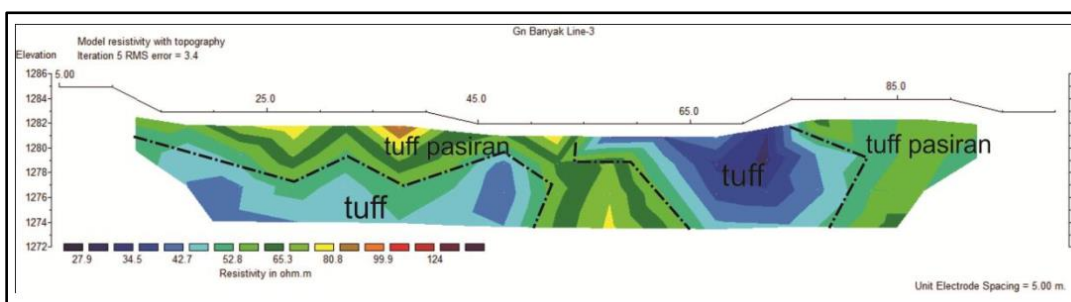 Gn Banyak Line-3
Model resistivity with topography
Iteration 5 RMS error = 3.4
Elevation
5.00
1286
1284
25.0
45.0
65.0
85.0
1282
1280
1278
1276
1274
1272
tuff pasiran
tuff pasiran
tuff
tuff
27.9 34.5 42.7 52.8 65.3 80.8 99.9 124
Resistivity in ohm.m
Unit Electrode Spacing = 5.00 m.